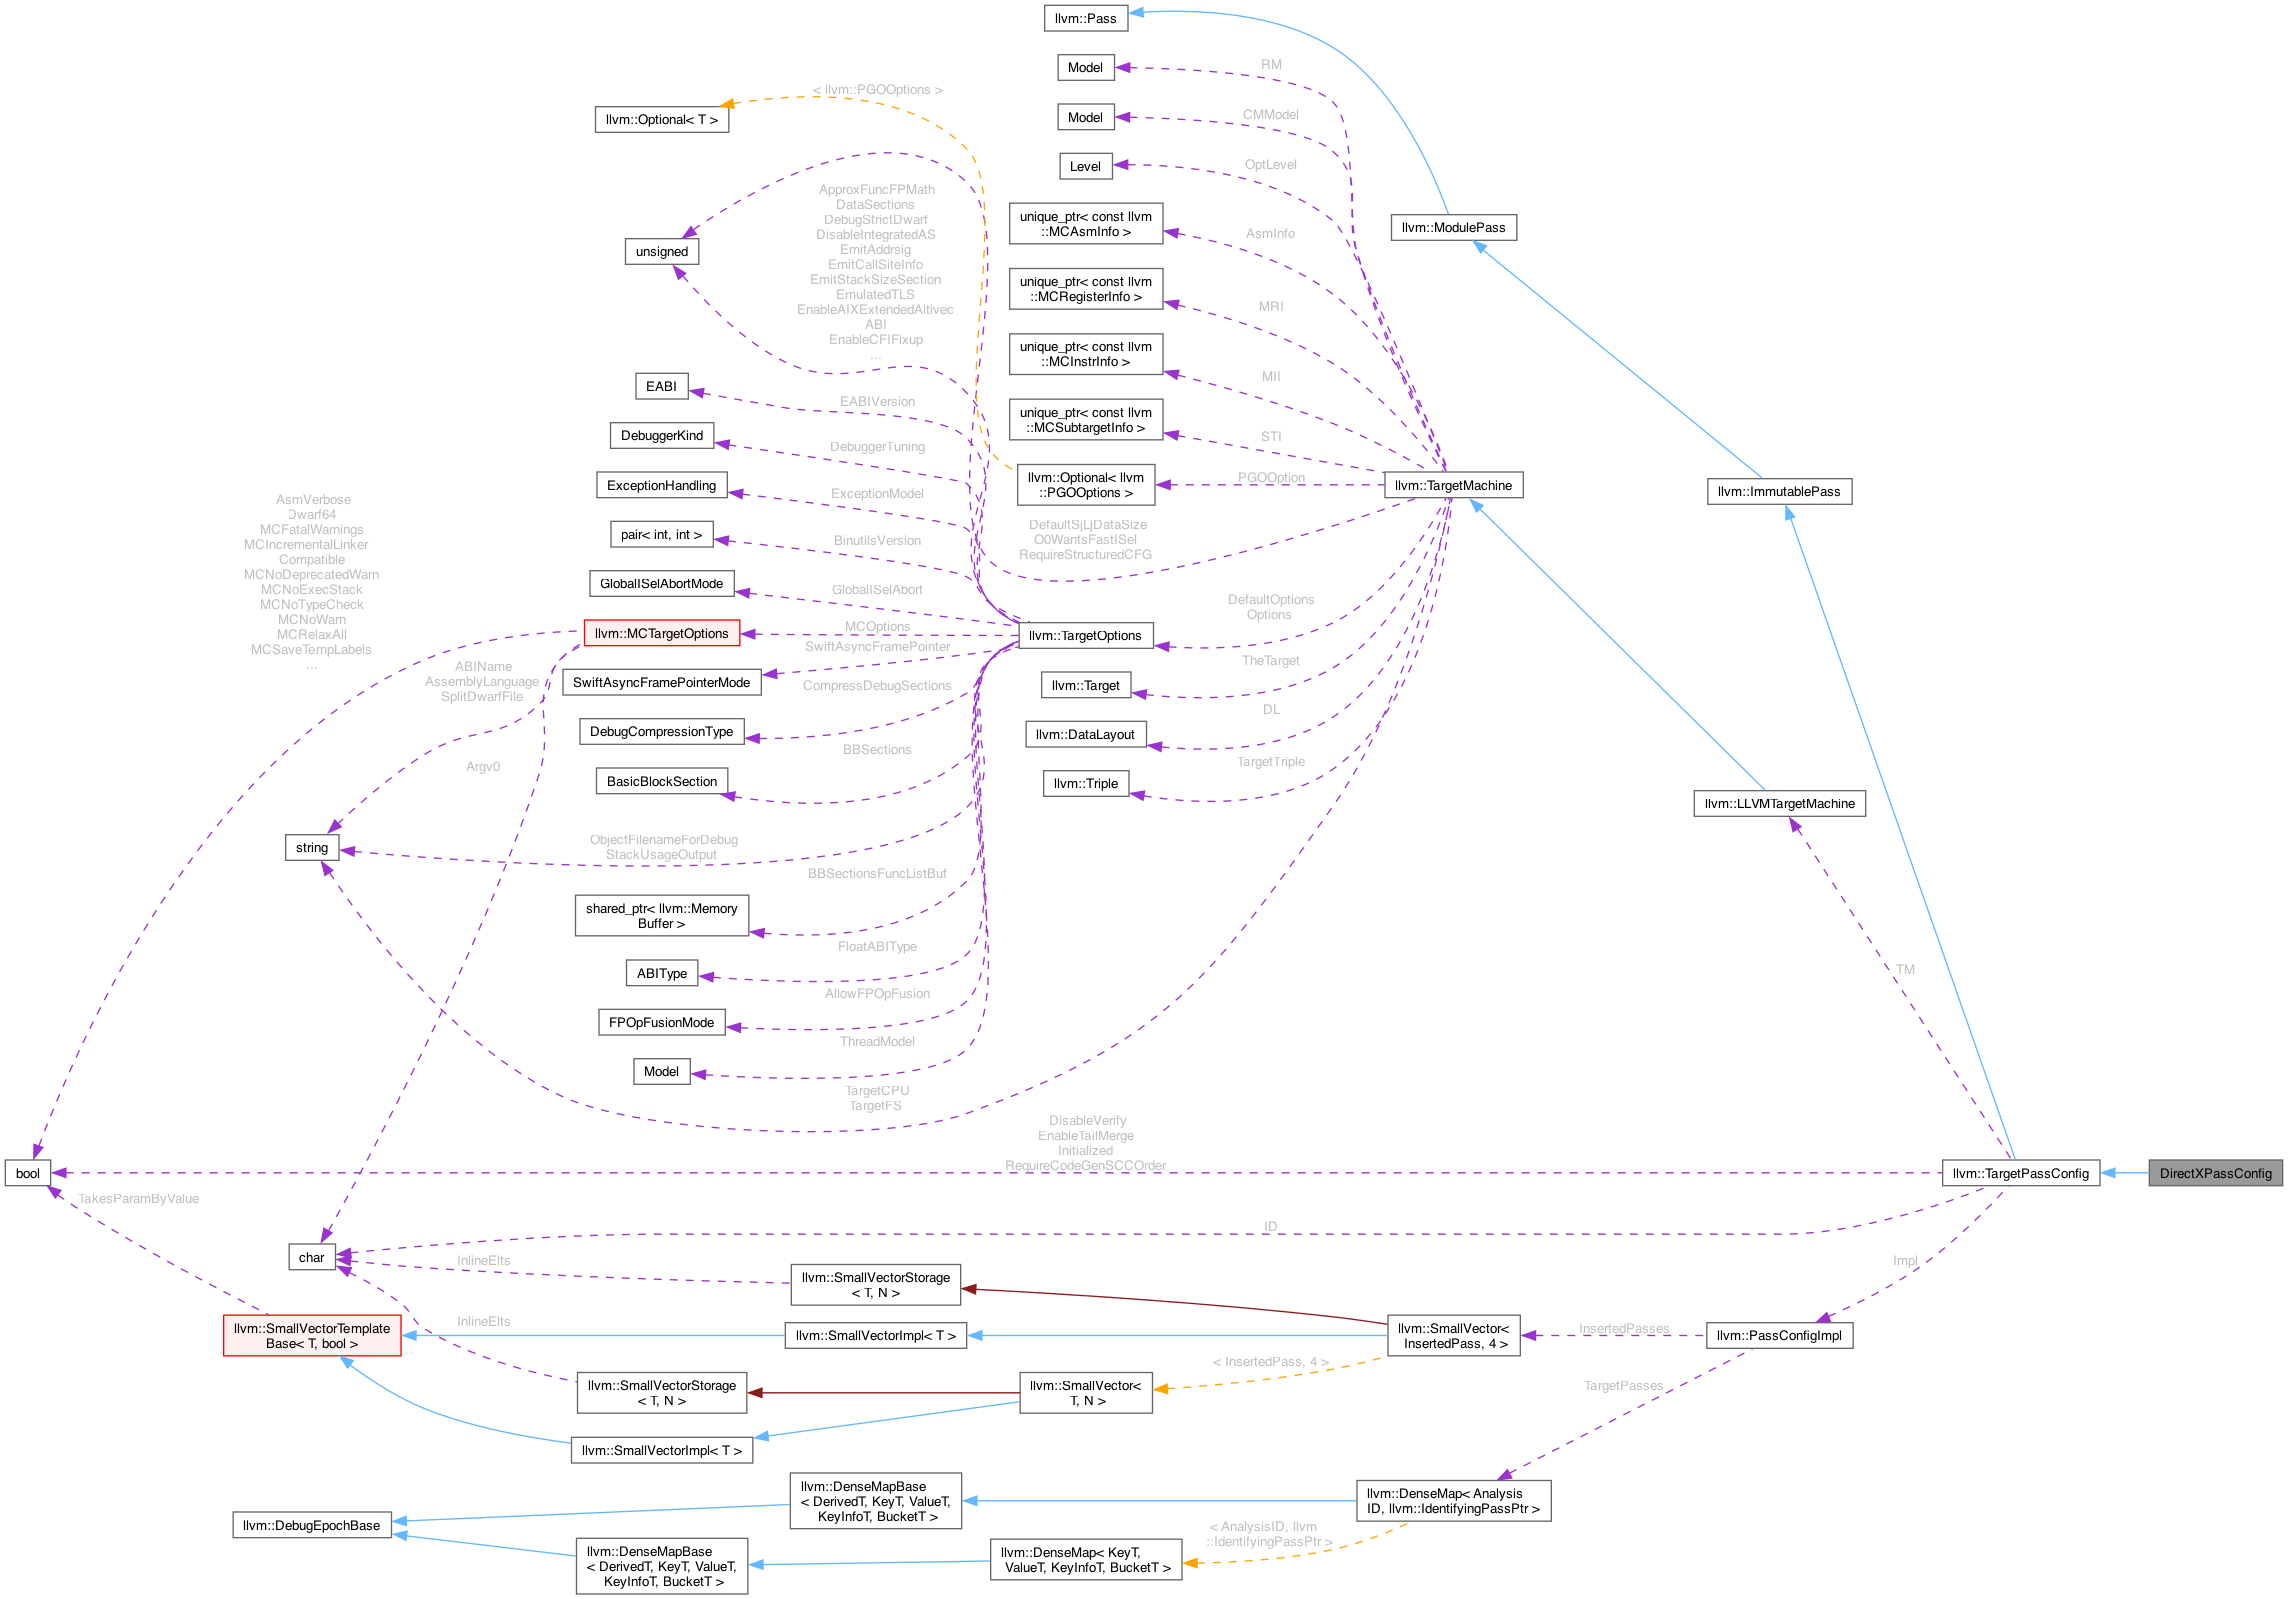 llvm::Pass
Model
RM
< llvm::PGOOptions >
llvm::Optional< T >
Model
CMModel
Level
OptLevel
unsigned
ApproxFuncFPMath
DataSections
DebugStrictDwarf
DisableIntegratedAS
EmitAddrsig
EmitCallSiteInfo
EmitStackSizeSection
EmulatedTLS
EnableAIXExtendedAltivec
ABI
EnableCFIFixup
...
unique_ptr< const llvm
::MCAsmInfo >
AsmInfo
llvm::ModulePass
unique_ptr< const llvm
::MCRegisterInfo >
MRI
unique_ptr< const llvm
::MCInstrInfo >
MII
EABI
EABIVersion
unique_ptr< const llvm
::MCSubtargetInfo >
STI
DebuggerKind
DebuggerTuning
ExceptionHandling
ExceptionModel
llvm::Optional< llvm
::PGOOptions >
PGOOption
llvm::TargetMachine
llvm::ImmutablePass
pair< int, int >
BinutilsVersion
DefaultSjLjDataSize
O0WantsFastISel
RequireStructuredCFG
GlobalISelAbortMode
GlobalISelAbort
AsmVerbose
Dwarf64
MCFatalWarnings
MCIncrementalLinker
Compatible
MCNoDeprecatedWarn
MCNoExecStack
MCNoTypeCheck
MCNoWarn
MCRelaxAll
MCSaveTempLabels
...
DefaultOptions
Options
llvm::MCTargetOptions
MCOptions
llvm::TargetOptions
SwiftAsyncFramePointer
ABIName
AssemblyLanguage
SplitDwarfFile
SwiftAsyncFramePointerMode
CompressDebugSections
llvm::Target
TheTarget
DebugCompressionType
llvm::DataLayout
DL
BBSections
Argv0
BasicBlockSection
llvm::Triple
TargetTriple
llvm::LLVMTargetMachine
string
ObjectFilenameForDebug
StackUsageOutput
BBSectionsFuncListBuf
shared_ptr< llvm::Memory
Buffer >
FloatABIType
ABIType
TM
AllowFPOpFusion
FPOpFusionMode
ThreadModel
Model
TargetCPU
TargetFS
DisableVerify
EnableTailMerge
Initialized
RequireCodeGenSCCOrder
bool
llvm::TargetPassConfig
DirectXPassConfig
TakesParamByValue
ID
char
InlineElts
llvm::SmallVectorStorage
< T, N >
Impl
llvm::SmallVectorTemplate
Base< T, bool >
InlineElts
llvm::SmallVectorImpl< T >
llvm::SmallVector<
InsertedPass, 4 >
InsertedPasses
llvm::PassConfigImpl
< InsertedPass, 4 >
llvm::SmallVectorStorage
< T, N >
llvm::SmallVector<
T, N >
TargetPasses
llvm::SmallVectorImpl< T >
llvm::DenseMapBase
< DerivedT, KeyT, ValueT,
KeyInfoT, BucketT >
llvm::DenseMap< Analysis
ID, llvm::IdentifyingPassPtr >
llvm::DebugEpochBase
< AnalysisID, llvm
::IdentifyingPassPtr >
llvm::DenseMapBase
< DerivedT, KeyT, ValueT,
KeyInfoT, BucketT >
llvm::DenseMap< KeyT,
ValueT, KeyInfoT, BucketT >